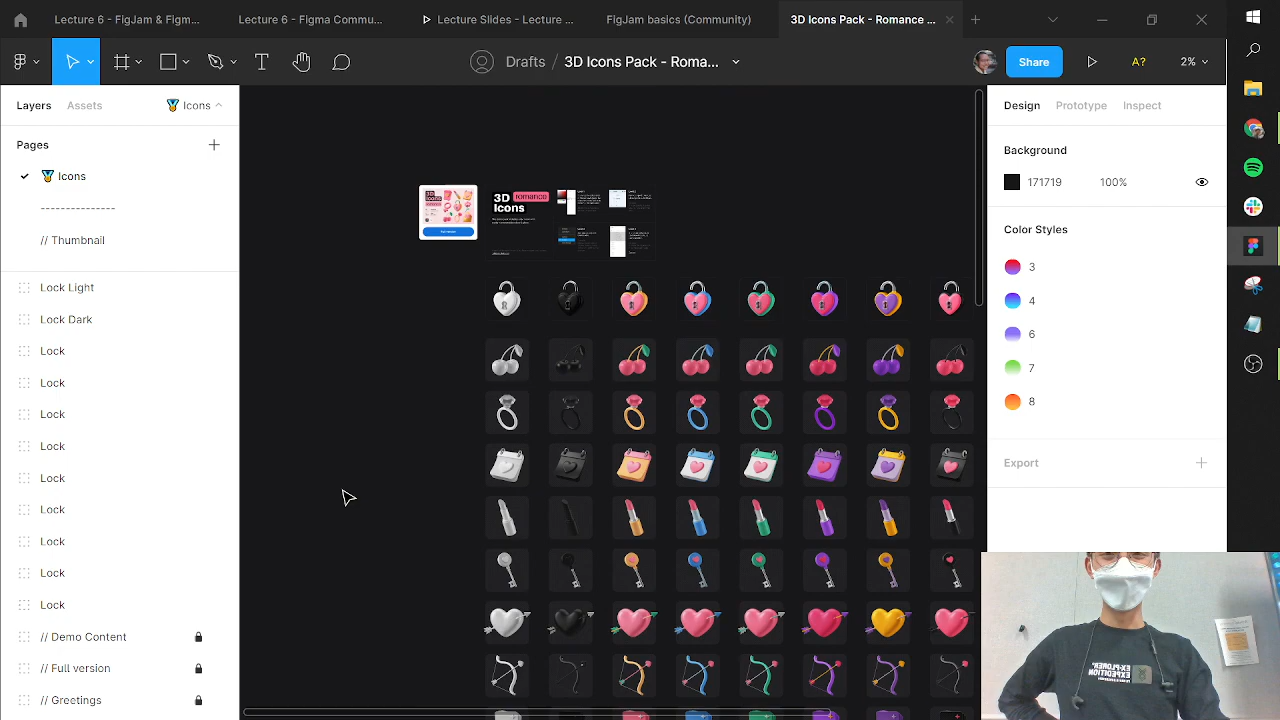 Lecture 6 - FigJam & Figm...
Lecture 6 - Figma Commu...
Lecture Slides - Lecture ...
FigJam basics (Community)
3D Icons Pack - Romance ...
Drafts / 3D Icons Pack - Roma...
Share
A?
2%
Layers
Assets
Icons
Pages
Icons
---------------
// Thumbnail
Lock Light
Lock Dark
Lock
Lock
Lock
Lock
Lock
Lock
Lock
Lock
Lock
// Demo Content
// Full version
// Greetings
3D romance
Icons
Design
Prototype
Inspect
Background
171719
100%
Color Styles
3
4
6
7
8
Export